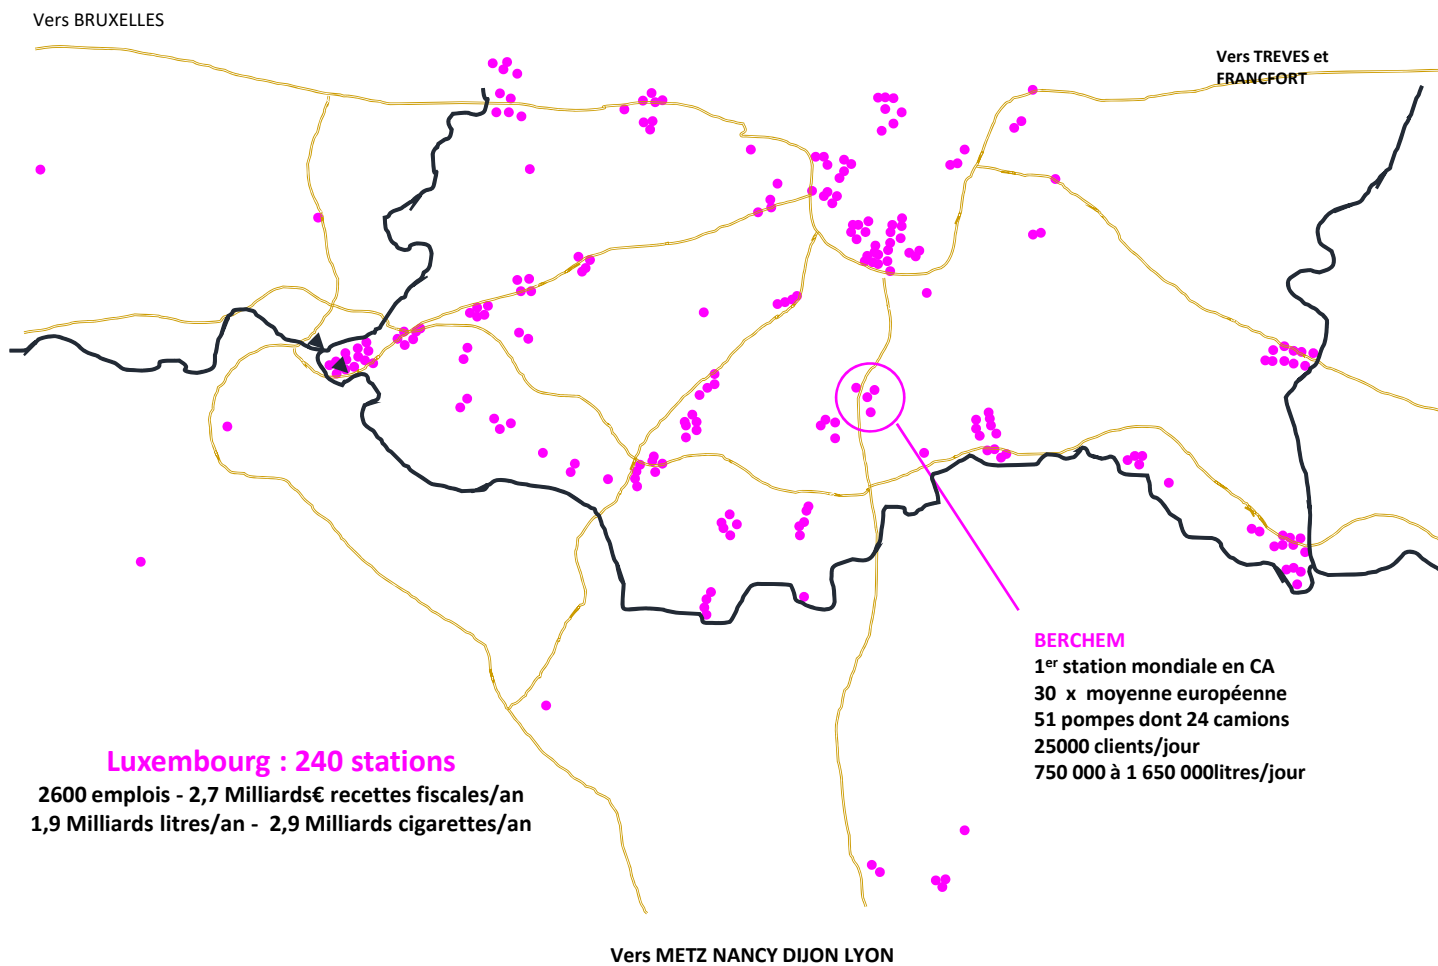 Vers BRUXELLES
Vers TREVES et
FRANCFORT
BERCHEM
1er station mondiale en CA
30 x moyenne européenne
51 pompes dont 24 camions
25000 clients/jour
750 000 à 1 650 000litres/jour
Luxembourg : 240 stations
2600 emplois - 2,7 Milliards€ recettes fiscales/an
1,9 Milliards litres/an - 2,9 Milliards cigarettes/an
Vers METZ NANCY DIJON LYON